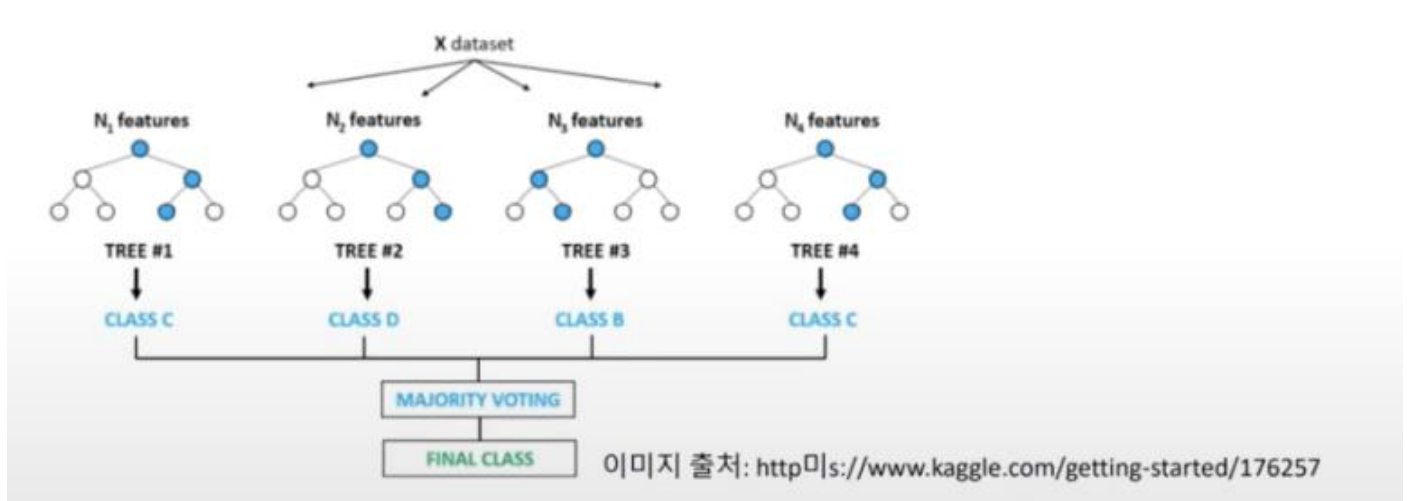 X dataset
N1 features
N2 features
N3 features
N4 features
TREE #1
TREE #2
TREE #3
TREE #4
CLASS C
CLASS D
CLASS B
CLASS C
MAJORITY VOTING
FINAL CLASS
이미지 출처: http미s://www.kaggle.com/getting-started/176257